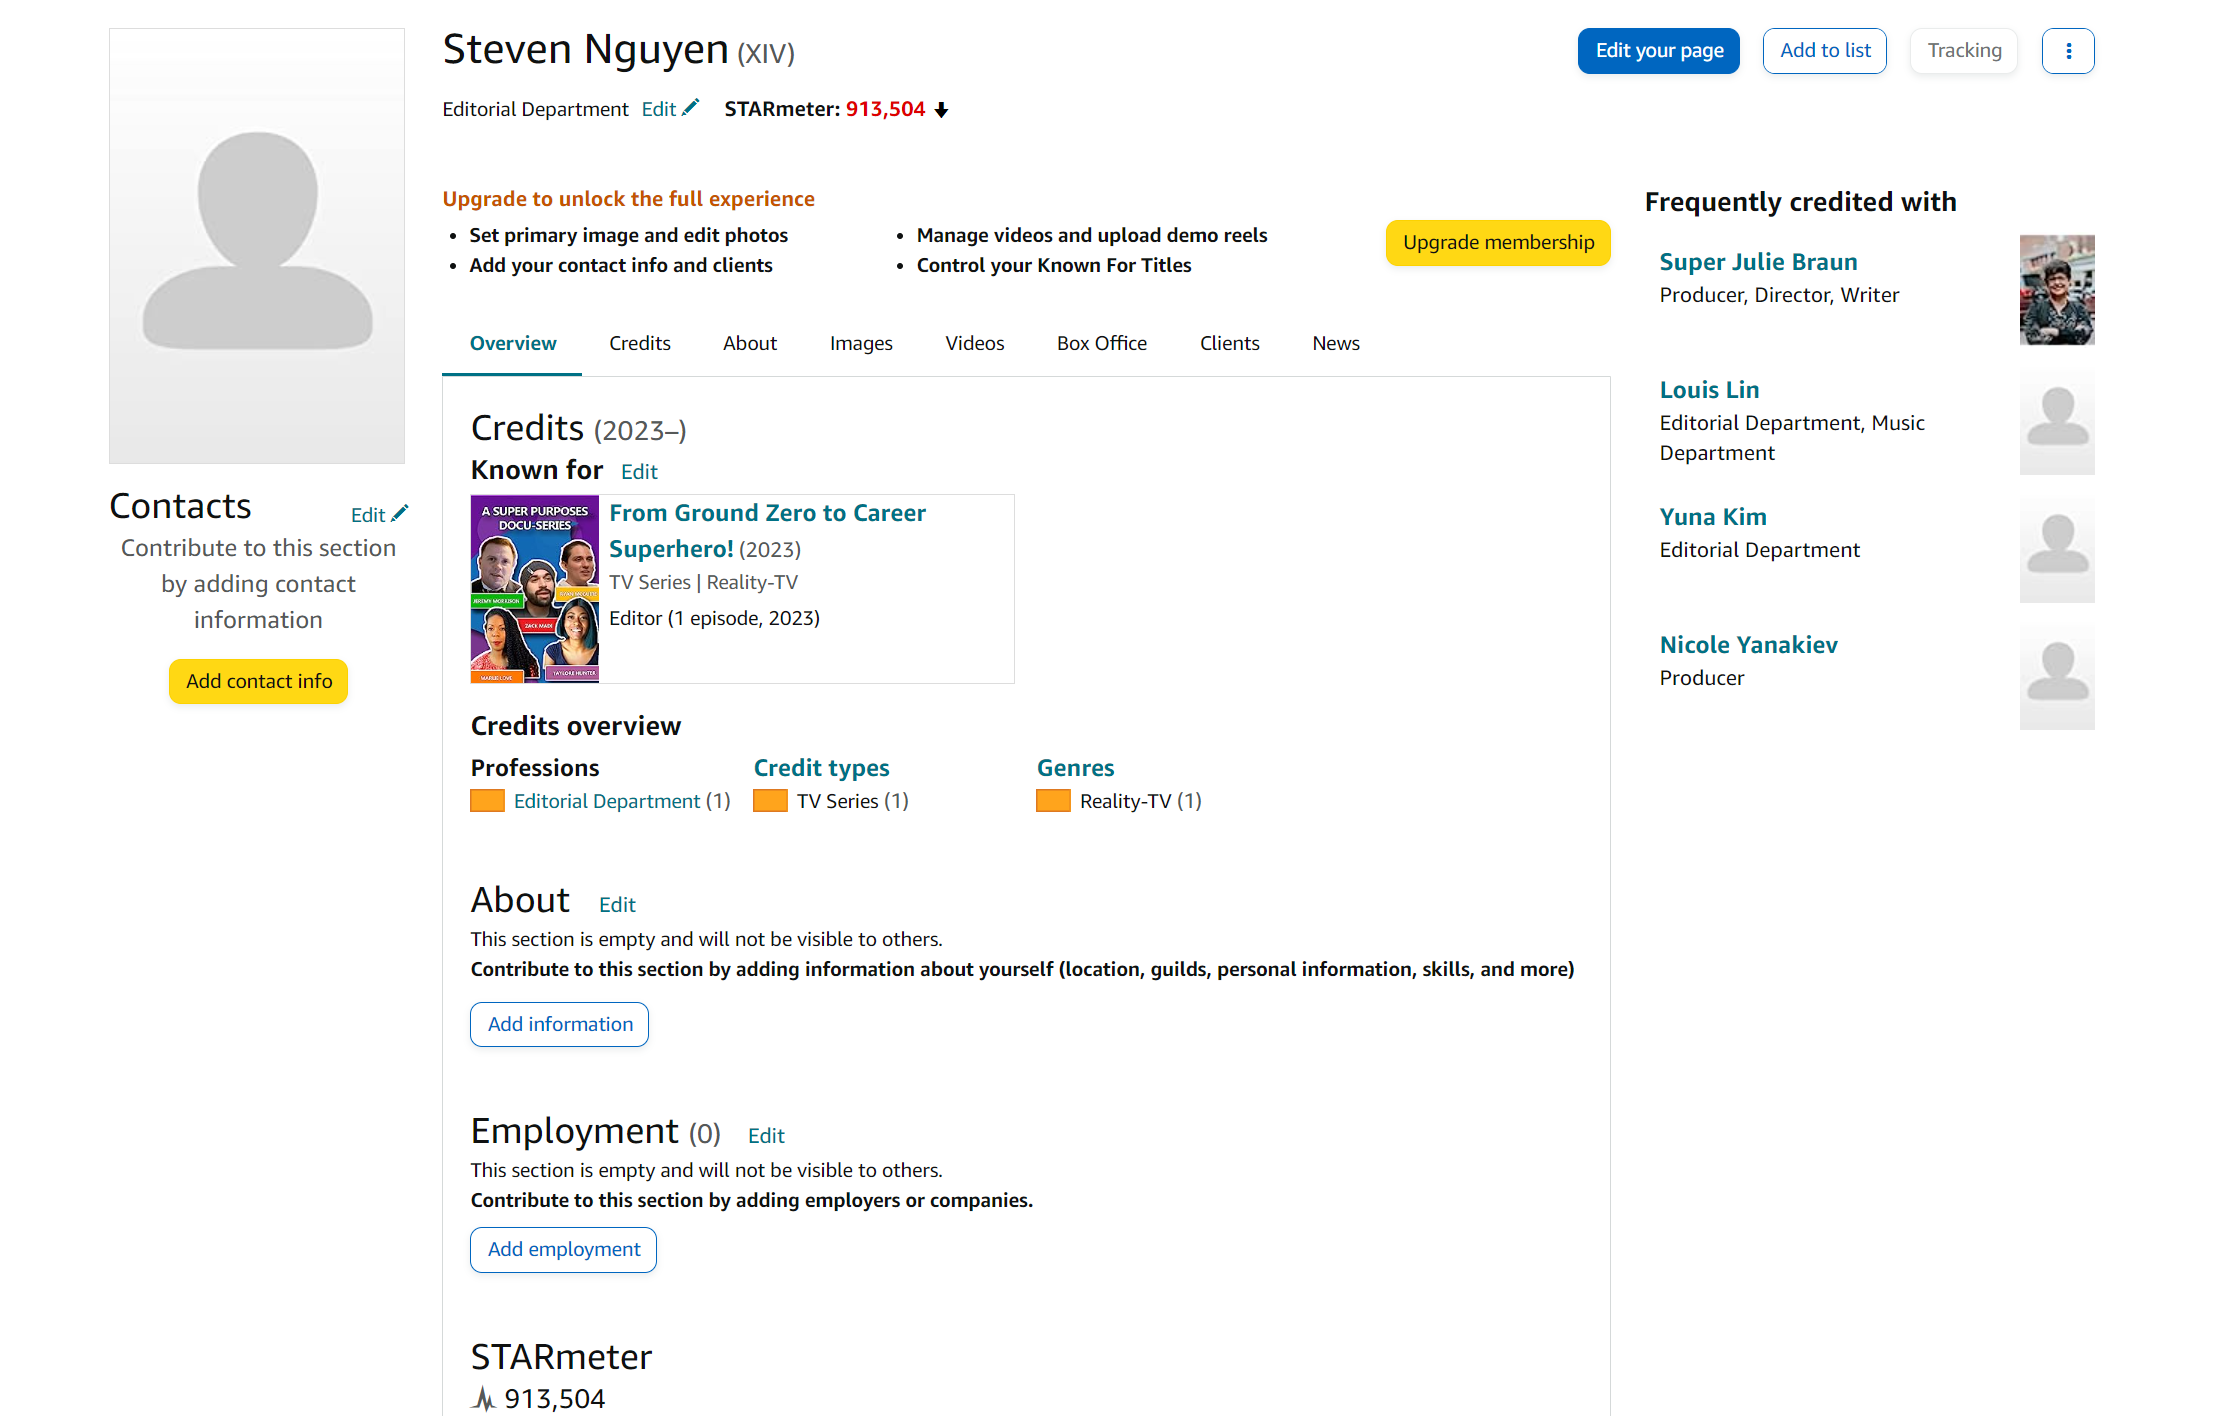 Steven Nguyen (XIV)
Edit your page
Add to list
Tracking
Editorial Department Edit STARmeter: 913,504
Upgrade to unlock the full experience
• Set primary image and edit photos
• Add your contact info and clients
• Manage videos and upload demo reels
• Control your Known For Titles
Upgrade membership
Overview Credits About Images Videos Box Office Clients News
Contacts Edit
Contribute to this section
by adding contact
information
Add contact info
Credits (2023–)
Known for Edit
A SUPER PURPOSES
DOCU-SERIES
JEREMY MORRISON
ZACK MADI
TAYLORE HUNTER
From Ground Zero to Career
Superhero! (2023)
TV Series | Reality-TV
Editor (1 episode, 2023)
Credits overview
Professions Credit types Genres
Editorial Department (1) TV Series (1) Reality-TV (1)
About Edit
This section is empty and will not be visible to others.
Contribute to this section by adding information about yourself (location, guilds, personal information, skills, and more)
Add information
Employment (0) Edit
This section is empty and will not be visible to others.
Contribute to this section by adding employers or companies.
Add employment
STARmeter
913,504
Frequently credited with
Super Julie Braun
Producer, Director, Writer
Louis Lin
Editorial Department, Music
Department
Yuna Kim
Editorial Department
Nicole Yanakiev
Producer